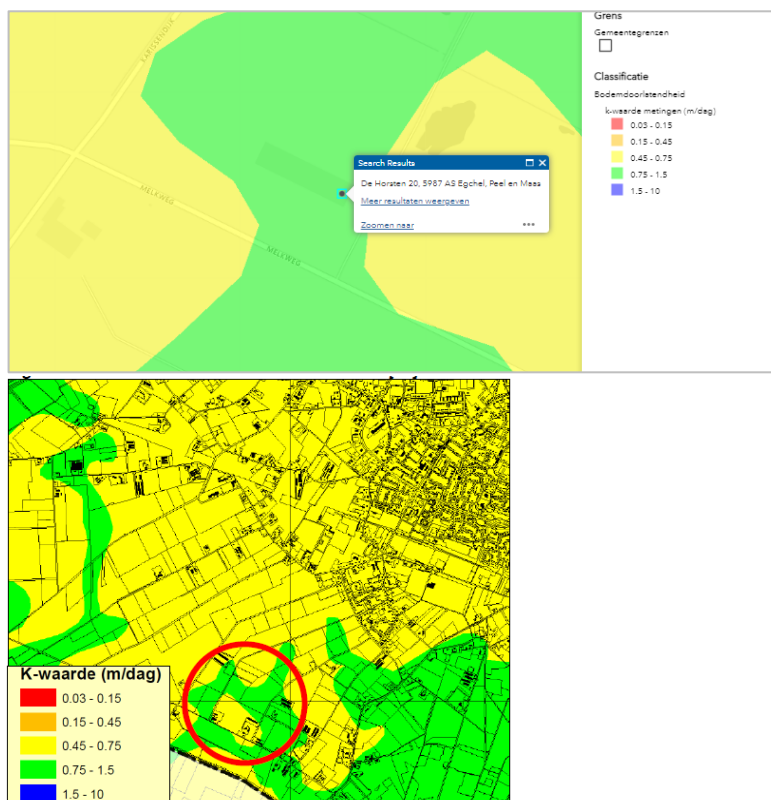 KARISSENDIJK
MELKWEG
MELKWEG
Search Results
De Horsten 20, 5987 AS Egchel, Peel en Maas
Meer resultaten weergeven
Zoomen naar
Grens
Gemeentegrenzen
Classificatie
Bodemdoorlatendheid
k-waarde metingen (m/dag)
0.03 - 0.15
0.15 - 0.45
0.45 - 0.75
0.75 - 1.5
1.5 - 10
K-waarde (m/dag)
0.03 - 0.15
0.15 - 0.45
0.45 - 0.75
0.75 - 1.5
1.5 - 10